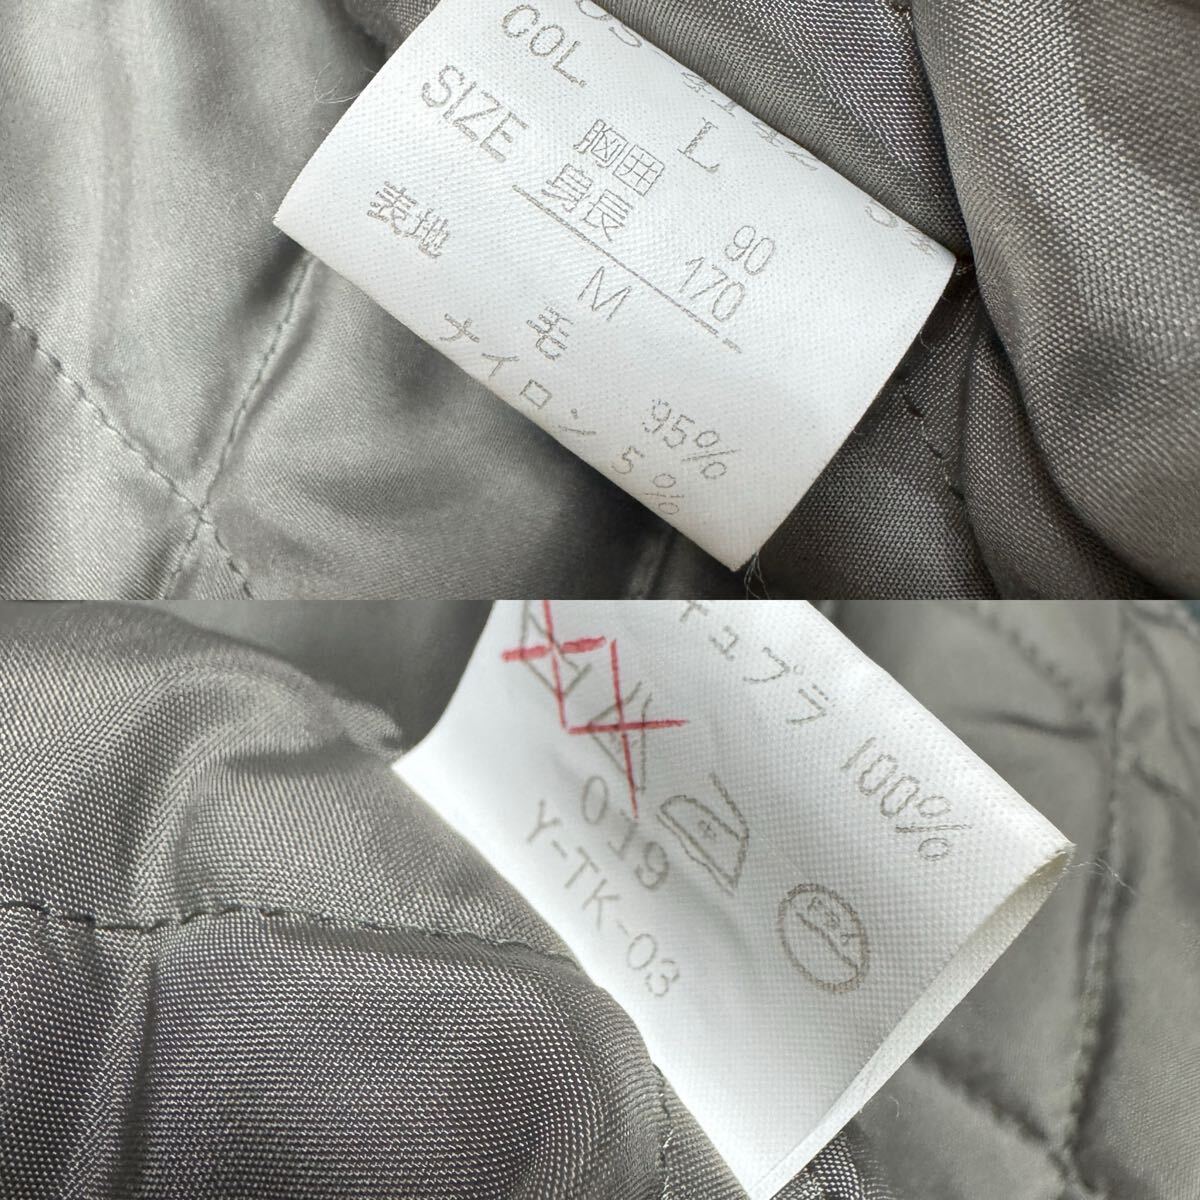 COL L
SIZE 胸囲 90
身長 170
M
表地 毛 95%
ナイロン 5%
キュプラ 100%
019
Y-TK-03